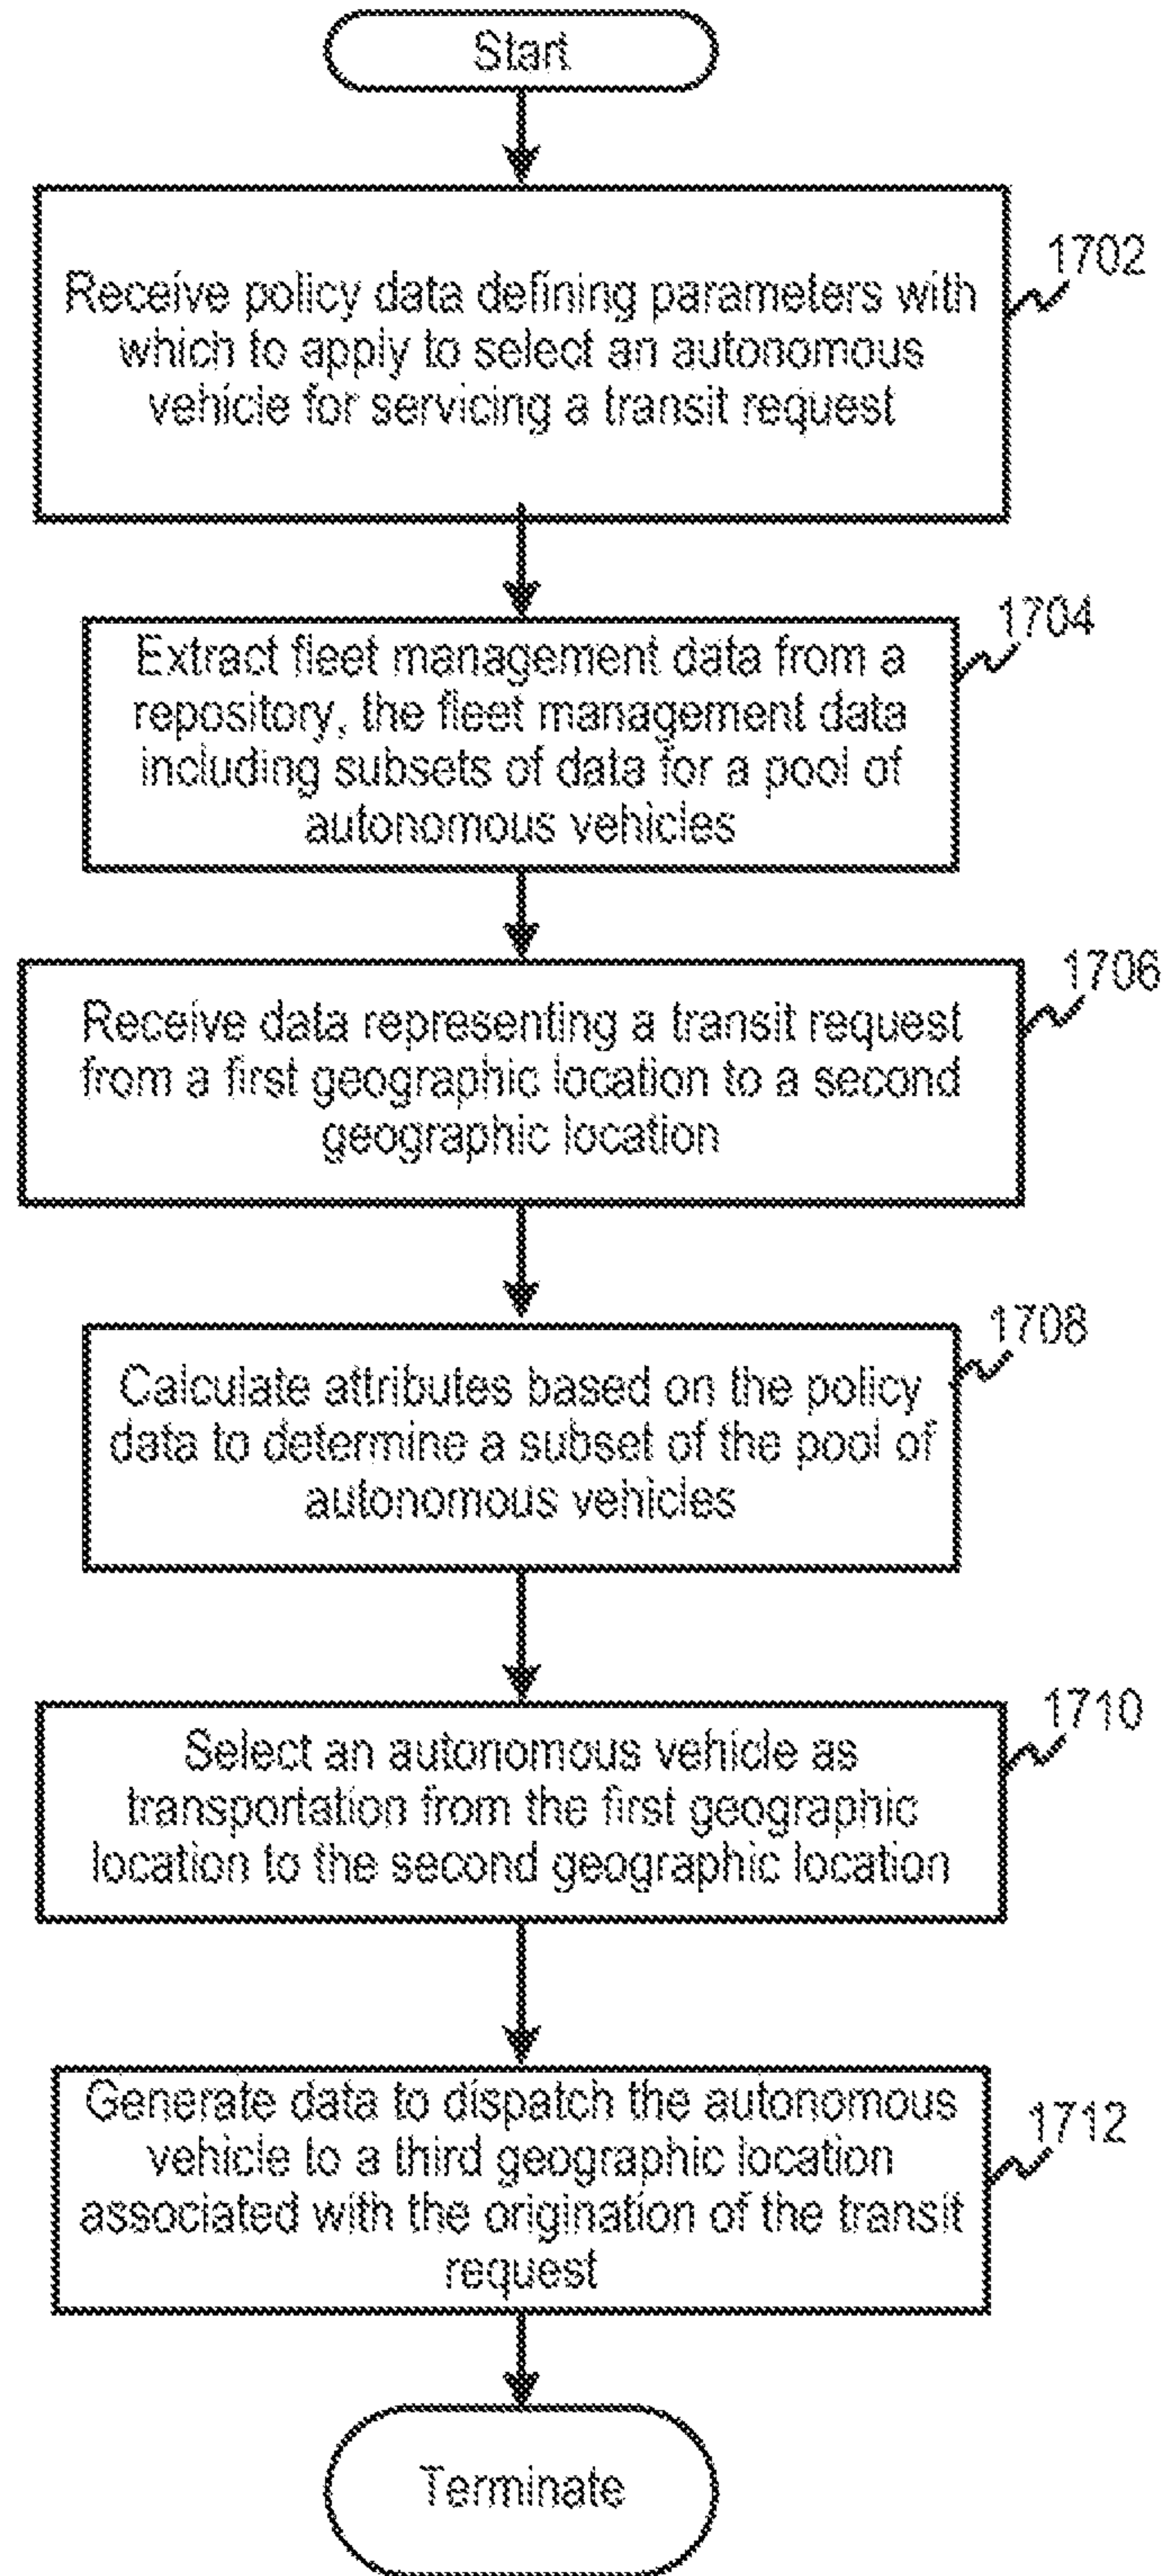 Start
Receive policy data defining parameters with
which to apply to select an autonomous
vehicle for servicing a transit request
1702
Extract fleet management data from a
repository, the fleet management data
including subsets of data for a pool of
autonomous vehicles
1704
Receive data representing a transit request
from a first geographic location to a second
geographic location
1706
Calculate attributes based on the policy
data to determine a subset of the pool of
autonomous vehicles
1708
Select an autonomous vehicle as
transportation from the first geographic
location to the second geographic location
1710
Generate data to dispatch the autonomous
vehicle to a third geographic location
associated with the origination of the transit
request
1712
Terminate